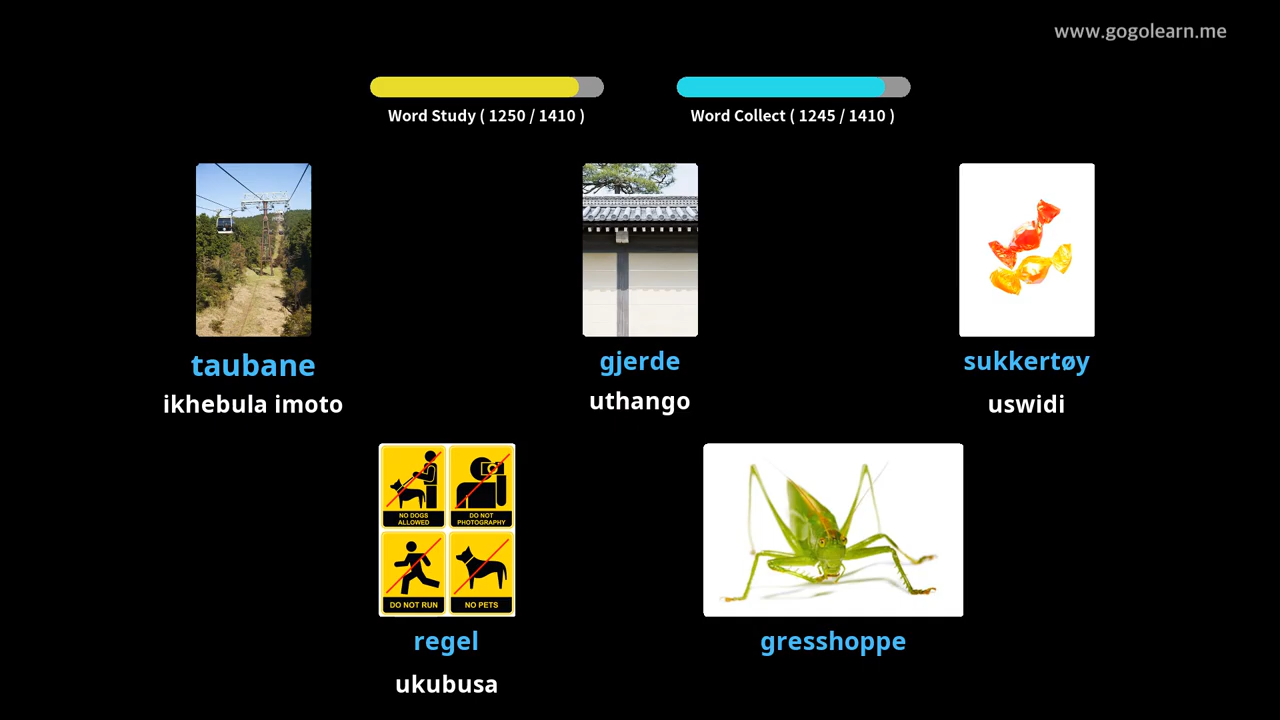 www.gogolearn.me
Word Study ( 1250 / 1410 )
Word Collect ( 1245 / 1410 )
taubane
ikhebula imoto
gjerde
uthango
sukkertøy
uswidi
NO DOGS
ALLOWED
DO NOT
PHOTOGRAPHY
DO NOT RUN
NO PETS
regel
ukubusa
gresshoppe